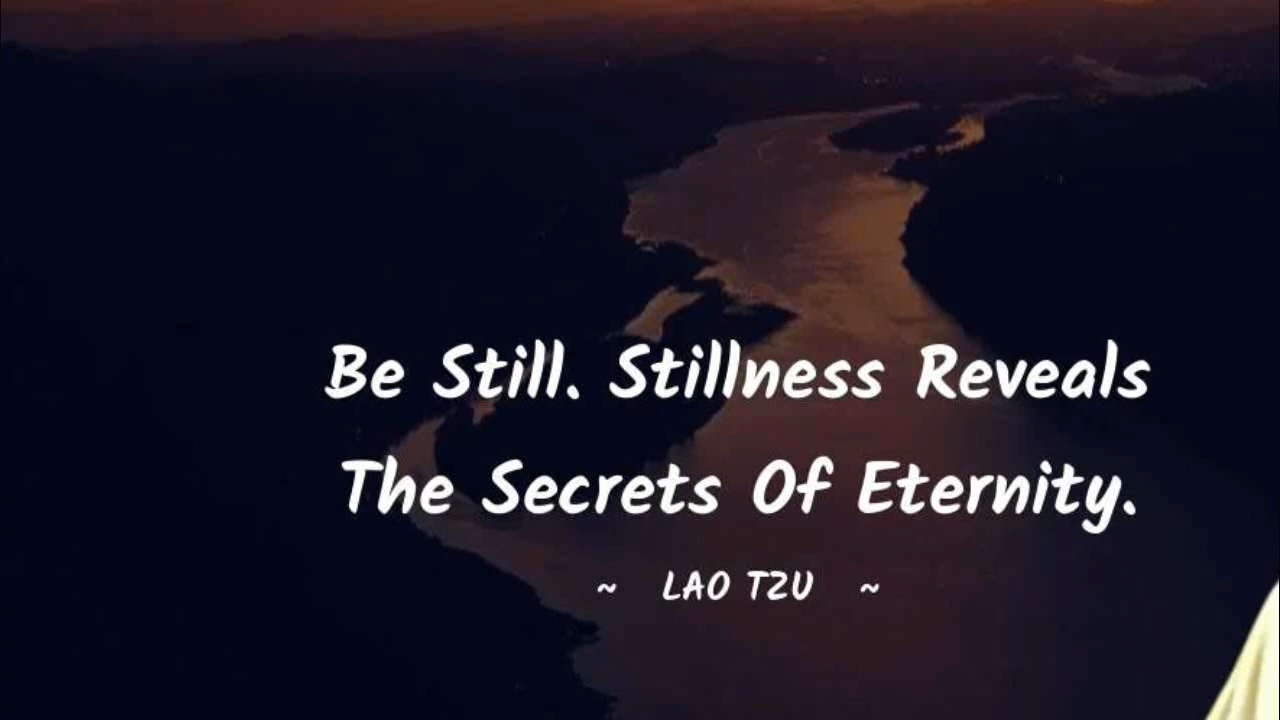 Be Still. Stillness Reveals
The Secrets Of Eternity.
~ LAO TZU ~